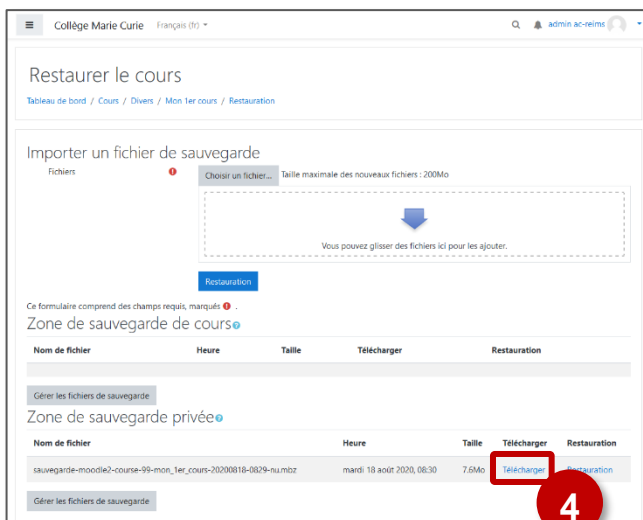 Collège Marie Curie Français (fr)
admin ac-reims
Restaurer le cours
Tableau de bord / Cours / Divers / Mon 1er cours / Restauration
Importer un fichier de sauvegarde
Fichiers
Choisir un fichier... Taille maximale des nouveaux fichiers : 200Mo
Vous pouvez glisser des fichiers ici pour les ajouter.
Restauration
Ce formulaire comprend des champs requis, marqués .
Zone de sauvegarde de cours
Nom de fichier Heure Taille Télécharger Restauration
Gérer les fichiers de sauvegarde
Zone de sauvegarde privée
Nom de fichier Heure Taille Télécharger Restauration
sauvegarde-moodle2-course-99-mon_1er_cours-20200818-0829-nu.mbz mardi 18 août 2020, 08:30 7.6Mo Télécharger Restauration
Gérer les fichiers de sauvegarde
4